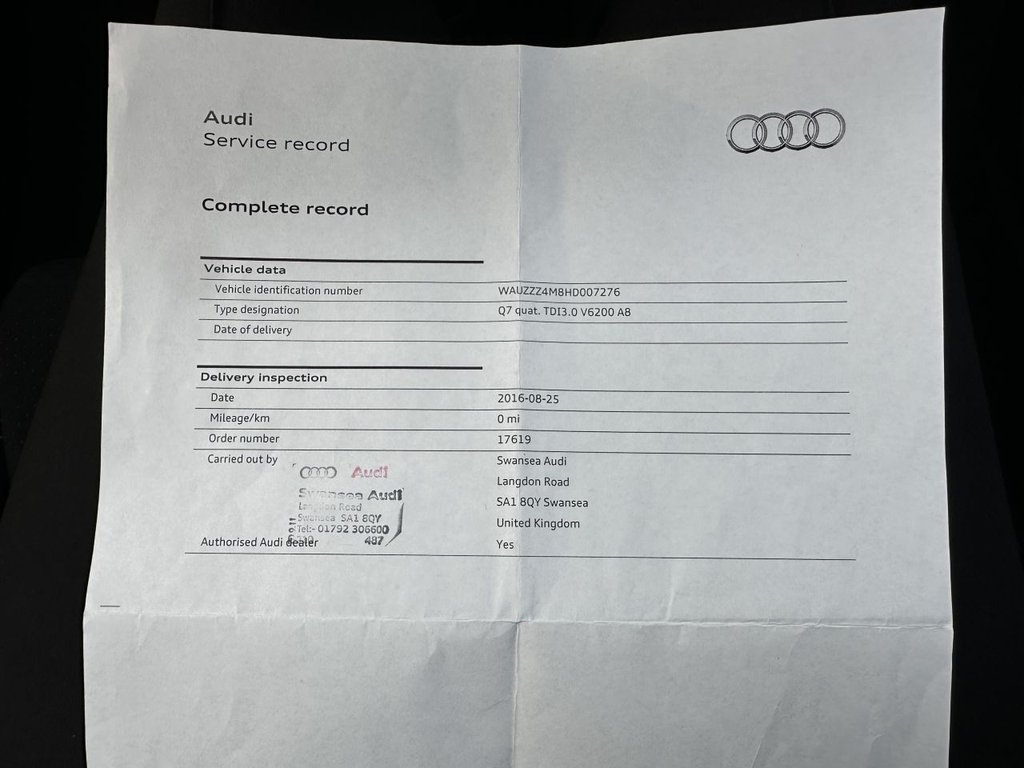 Audi
Service record
Complete record
Vehicle data
Vehicle identification number WAUZZZ4M8HD007276
Type designation Q7 quat. TDI3.0 V6200 A8
Date of delivery
Delivery inspection
Date 2016-08-25
Mileage/km 0 mi
Order number 17619
Carried out by Swansea Audi
Langdon Road
SA1 8QY Swansea
United Kingdom
Authorised Audi dealer Yes
Audi
Swansea Audi
Langdon Road
Swansea SA1 8QY
Tel:- 01792 306600
487